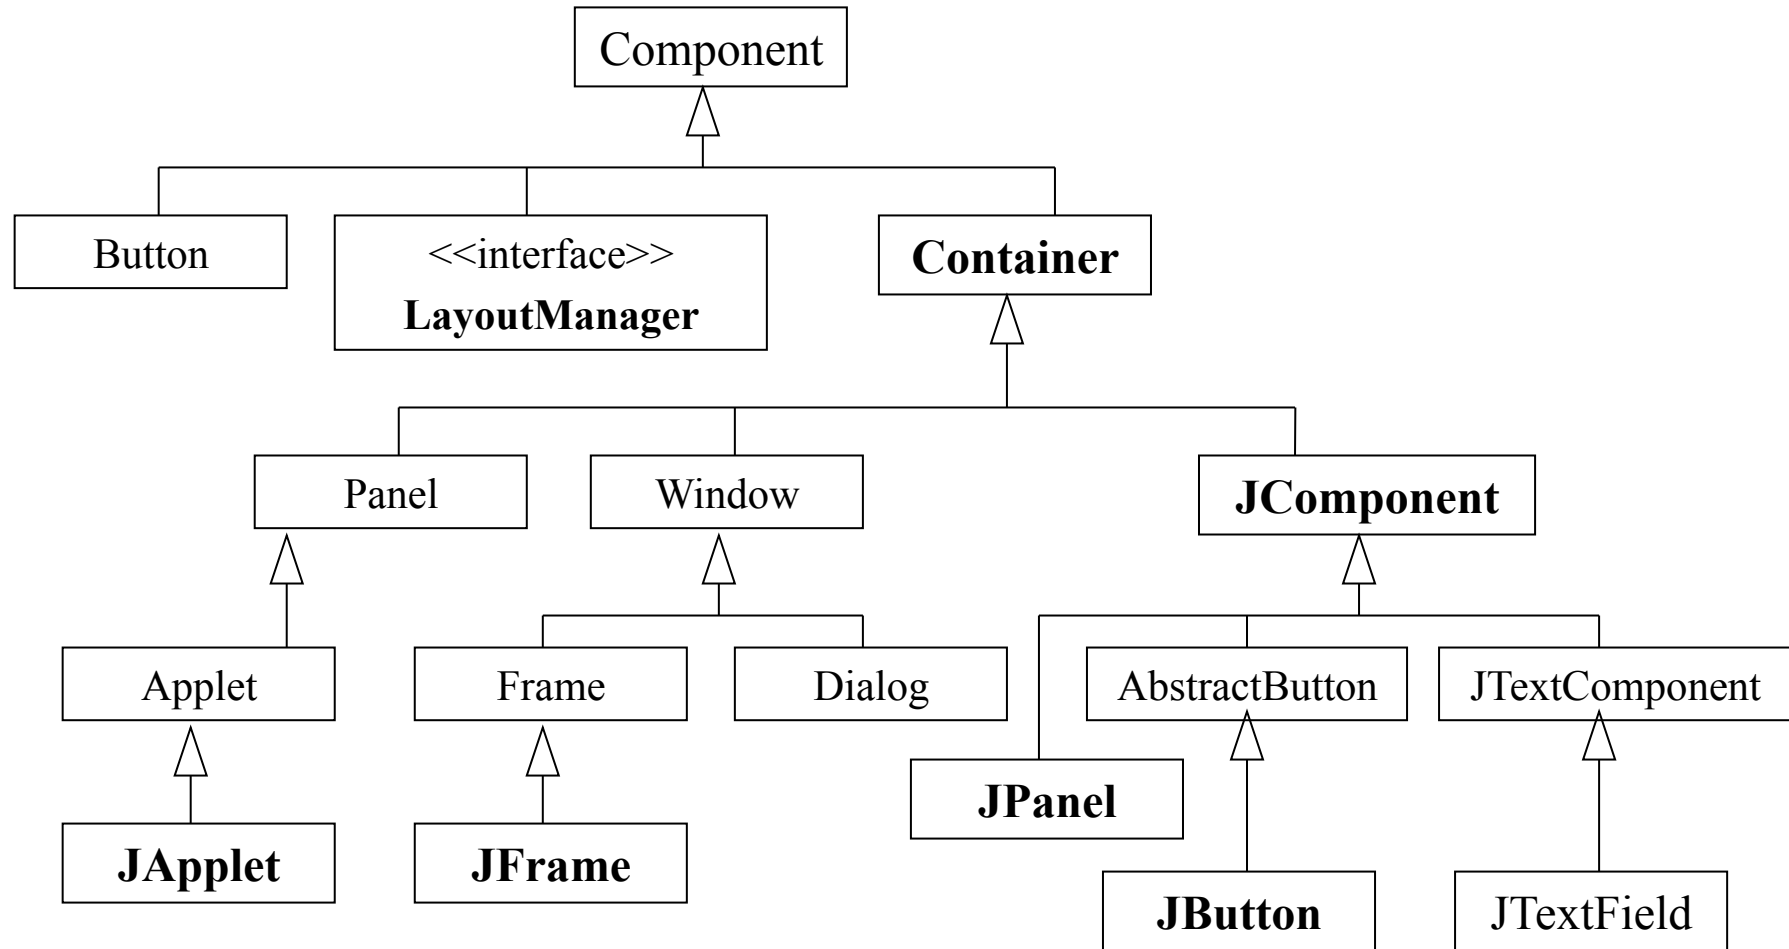 Component
Button
<<interface>>
LayoutManager
Container
Panel
Window
JComponent
Applet
Frame
Dialog
AbstractButton
JTextComponent
JPanel
JApplet
JFrame
JButton
JTextField